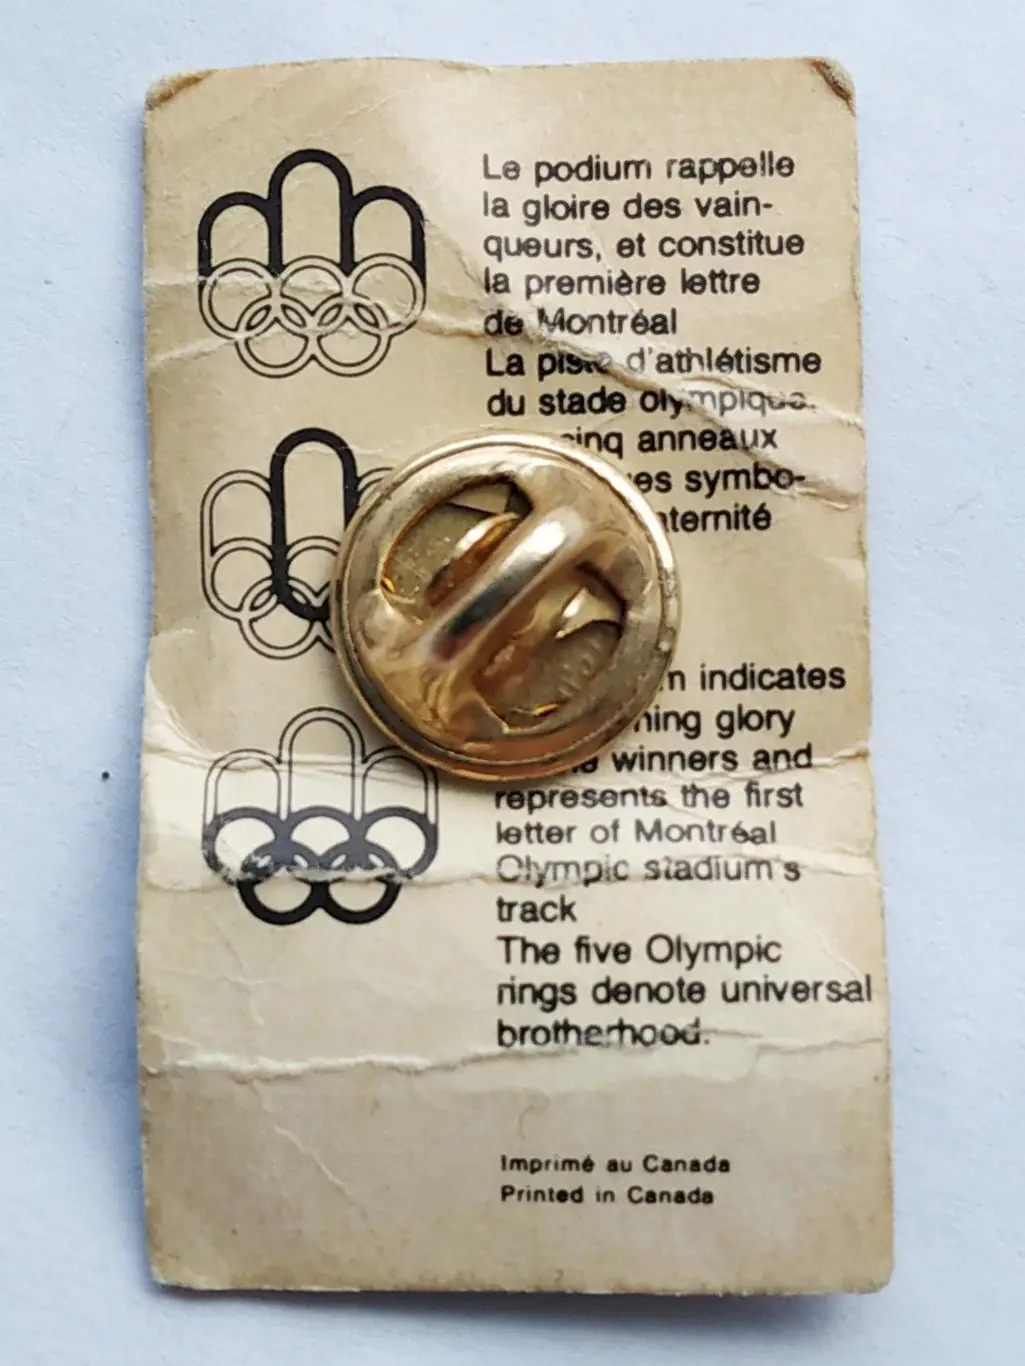 Le podium rappelle
la gloire des vain-
queurs, et constitue
la première lettre
de Montréal
La piste d'athlétisme
du stade olympique.
anneaux
symbo-
indicates
glory
winners and
represents the first
letter of Montréal
Olympic stadium's
track
The five Olympic
rings denote universal
brotherhood.
Imprimé au Canada
Printed in Canada